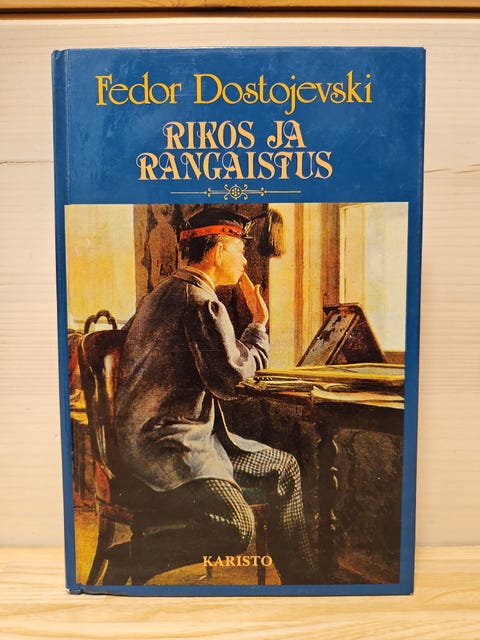 Fedor Dostojevski
RIKOS JA
RANGAISTUS
KARISTO